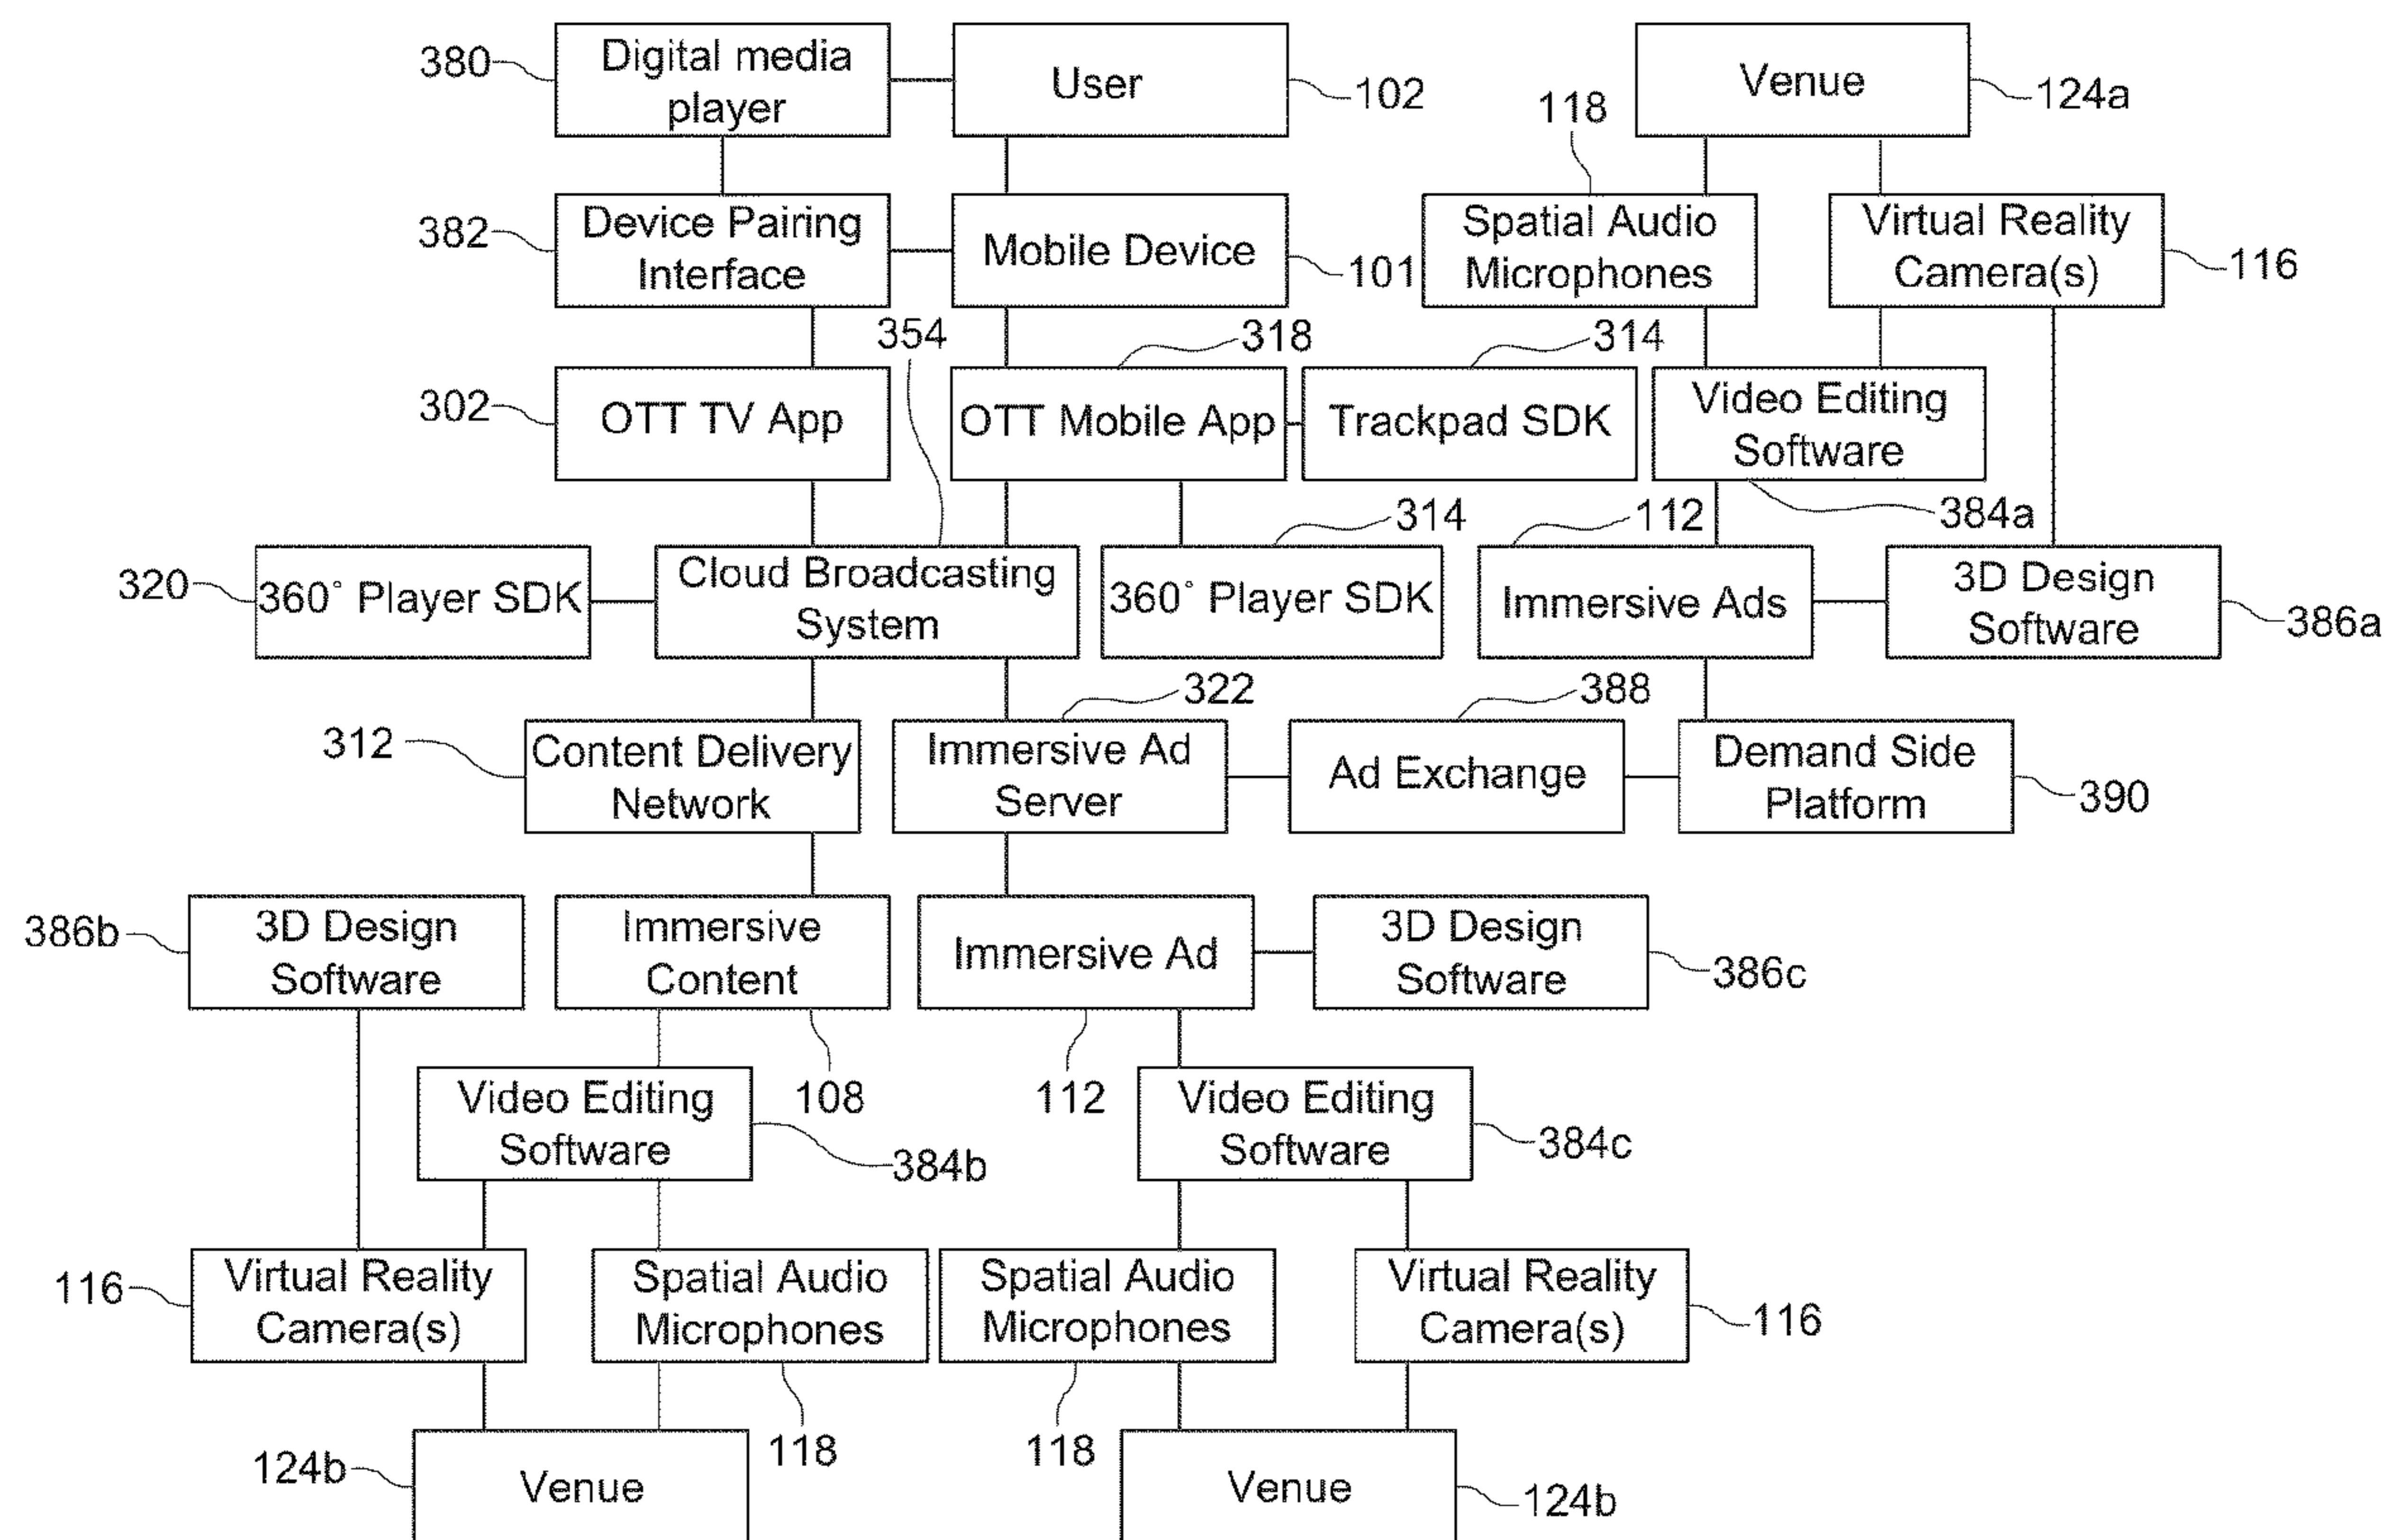 380
Digital media
player
User
102
Venue
124a
118
382
Device Pairing
Interface
Mobile Device
101
Spatial Audio
Microphones
Virtual Reality
Camera(s)
116
354
318
314
302
OTT TV App
OTT Mobile App
Trackpad SDK
Video Editing
Software
384a
314
112
320
360° Player SDK
Cloud Broadcasting
System
360° Player SDK
Immersive Ads
3D Design
Software
386a
322
388
312
Content Delivery
Network
Immersive Ad
Server
Ad Exchange
Demand Side
Platform
390
386b
3D Design
Software
Immersive
Content
Immersive Ad
3D Design
Software
386c
108
112
Video Editing
Software
384b
Video Editing
Software
384c
116
Virtual Reality
Camera(s)
Spatial Audio
Microphones
Spatial Audio
Microphones
Virtual Reality
Camera(s)
116
118
118
124b
Venue
Venue
124b